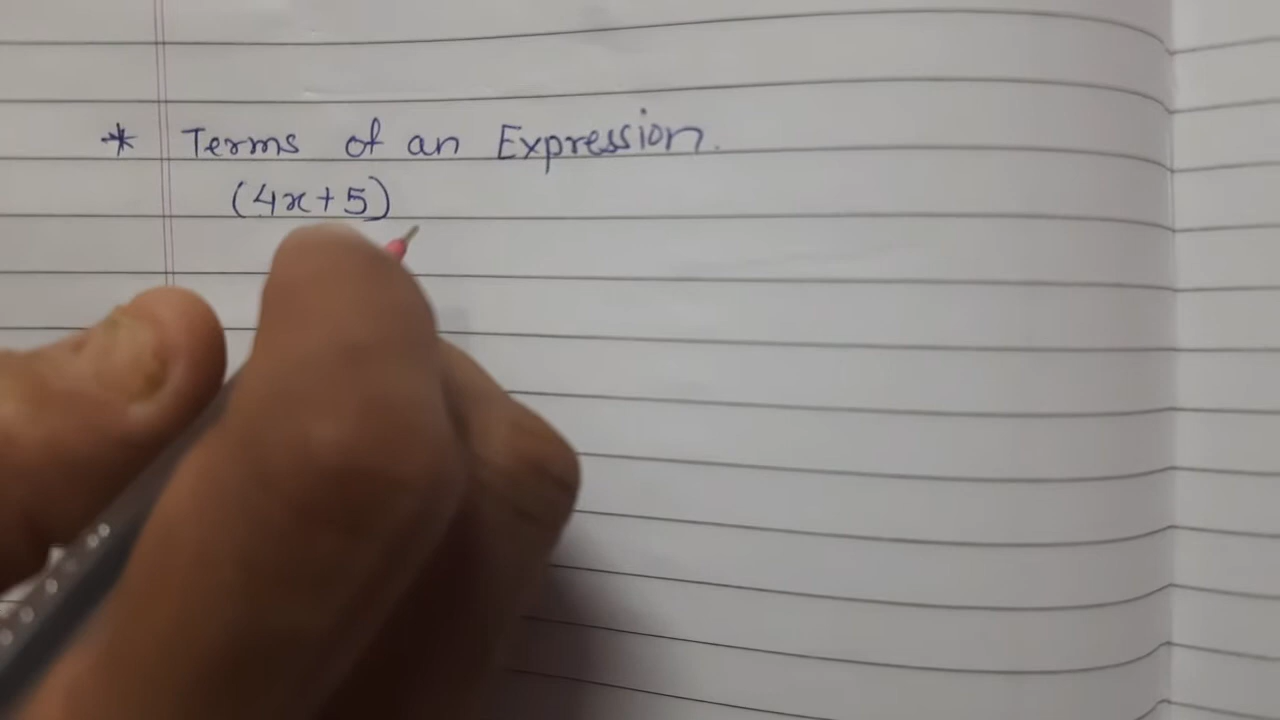 * Terms of an Expression.
(4x+5)